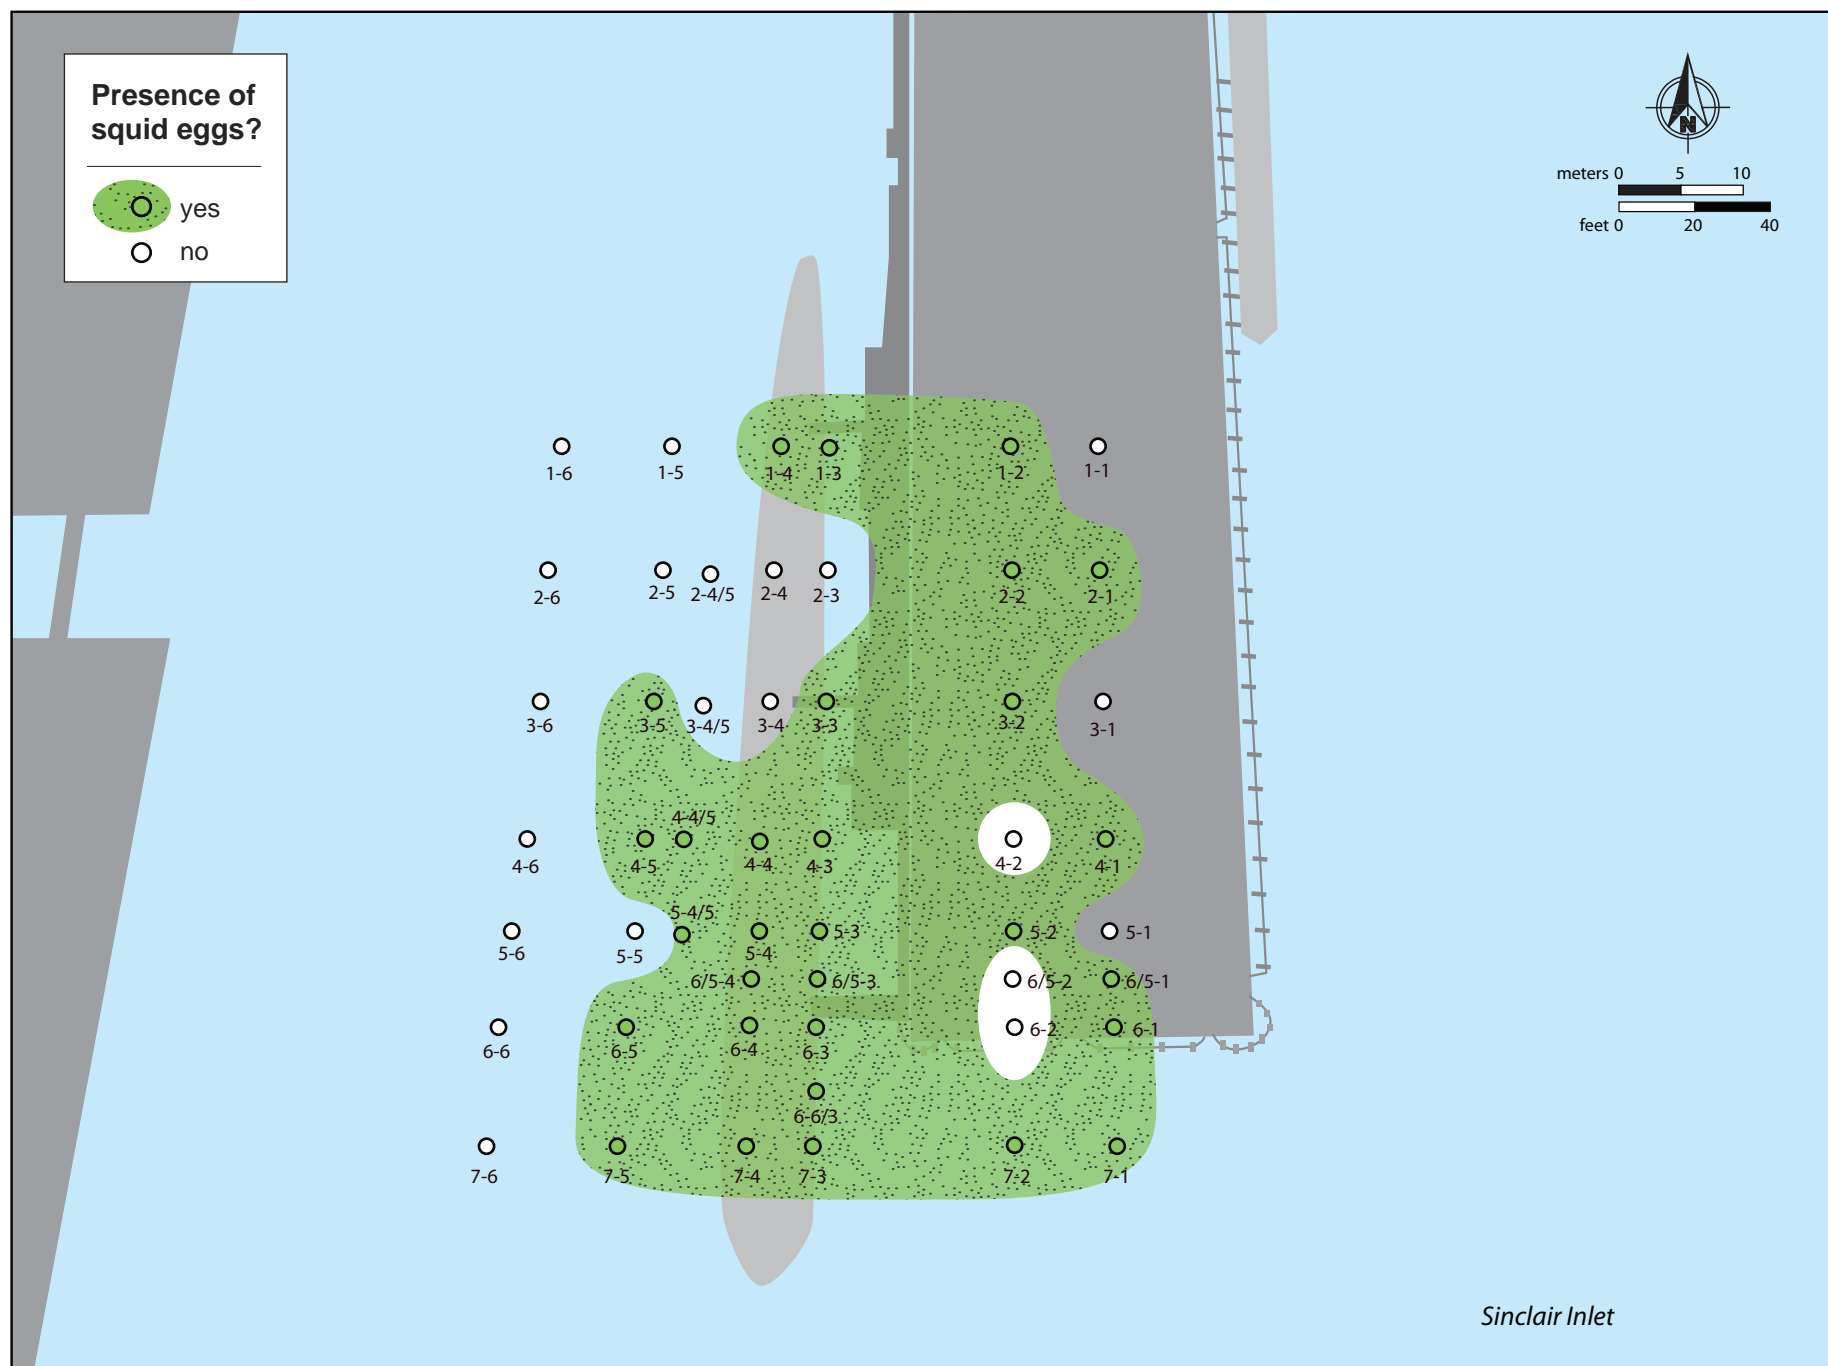 Presence of
squid eggs?
yes
no
N
meters 0 5 10
feet 0 20 40
1-6 1-5 1-4 1-3 1-2 1-1
2-6 2-5 2-4/5 2-4 2-3 2-2 2-1
3-6 3-5 3-4/5 3-4 3-3 3-2 3-1
4-4/5
4-6 4-5 4-4 4-3 4-2 4-1
5-4/5
5-3 5-2 5-1
5-6 5-5 5-4
6/5-4 6/5-3 6/5-2 6/5-1
6-2 6-1
6-6 6-5 6-4 6-3
6-6/3
7-6 7-5 7-4 7-3 7-2 7-1
Sinclair Inlet